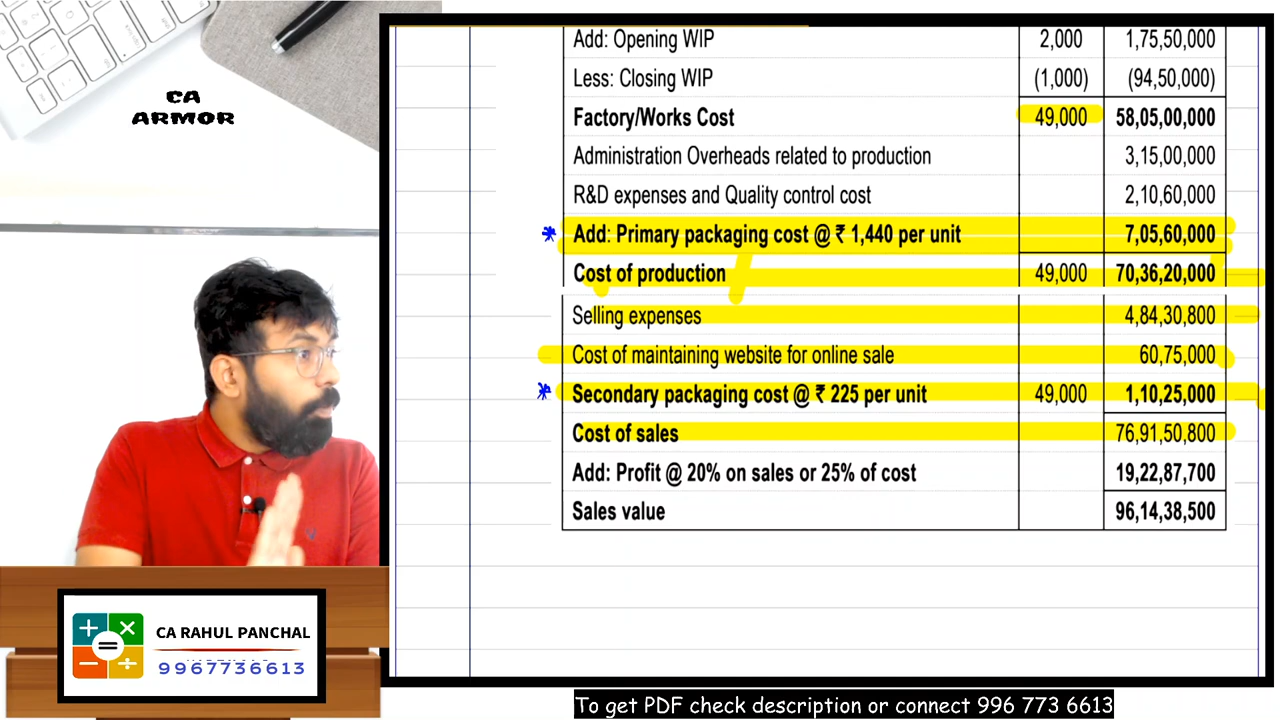 CA
ARMOR
Add: Opening WIP 2,000 1,75,50,000
Less: Closing WIP (1,000) (94,50,000)
Factory/Works Cost 49,000 58,05,00,000
Administration Overheads related to production 3,15,00,000
R&D expenses and Quality control cost 2,10,60,000
* Add: Primary packaging cost @ ₹ 1,440 per unit 7,05,60,000
Cost of production 49,000 70,36,20,000
Selling expenses 4,84,30,800
Cost of maintaining website for online sale 60,75,000
* Secondary packaging cost @ ₹ 225 per unit 49,000 1,10,25,000
Cost of sales 76,91,50,800
Add: Profit @ 20% on sales or 25% of cost 19,22,87,700
Sales value 96,14,38,500
CA RAHUL PANCHAL
9967736613
To get PDF check description or connect 996 773 6613